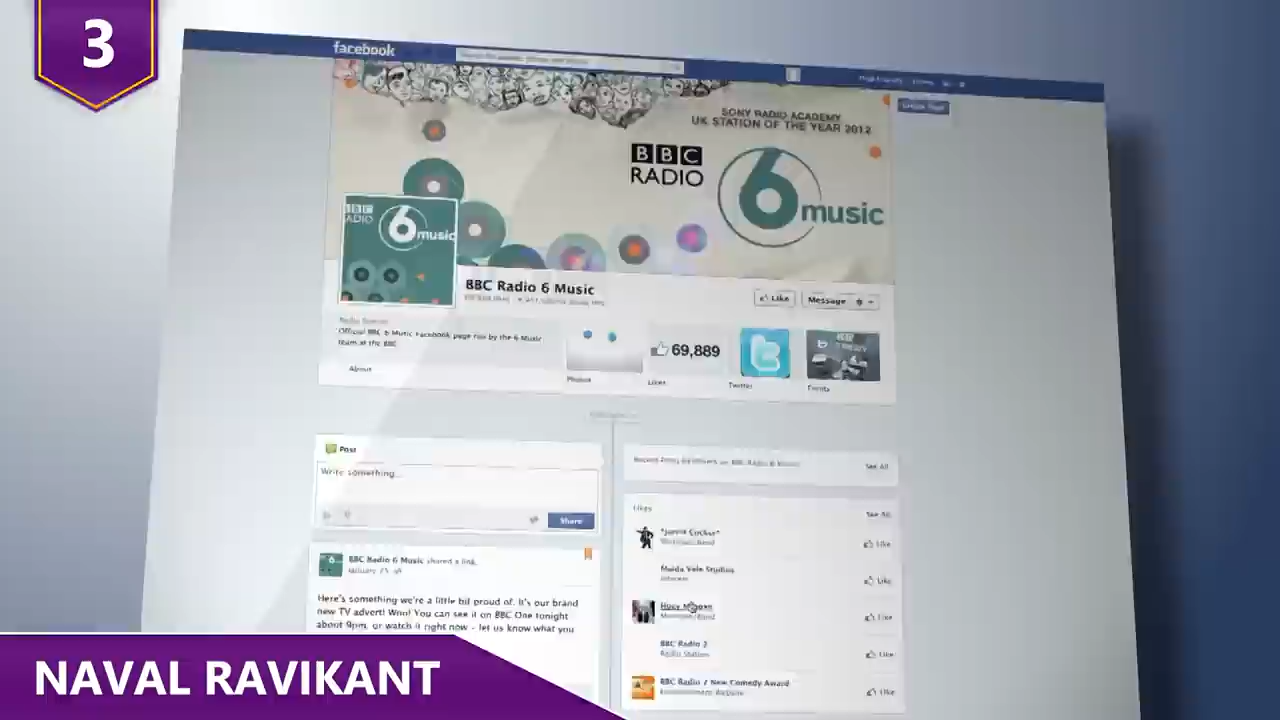 3
facebook
SONY RADIO ACADEMY
UK STATION OF THE YEAR 2012
BBC
RADIO
6 music
BBC
RADIO
6 music
BBC Radio 6 Music
Like
Message
Official BBC 6 Music Facebook page run by the 6 Music
team at the BBC
About
Photos
69,889
Likes
Twitter
Events
Post
Write something...
Share
See All
Likes
See All
Musician/Band
Like
Maida Vale Studios
Like
Musician/Band
Like
BBC Radio 2
Radio Station
Like
BBC Radio 7 New Comedy Award
Like
BBC Radio 6 Music shared a link.
Here's something we're a little bit proud of. It's our brand
new TV advert! Woo! You can see it on BBC One tonight
about 9pm, or watch it right now - let us know what you
NAVAL RAVIKANT